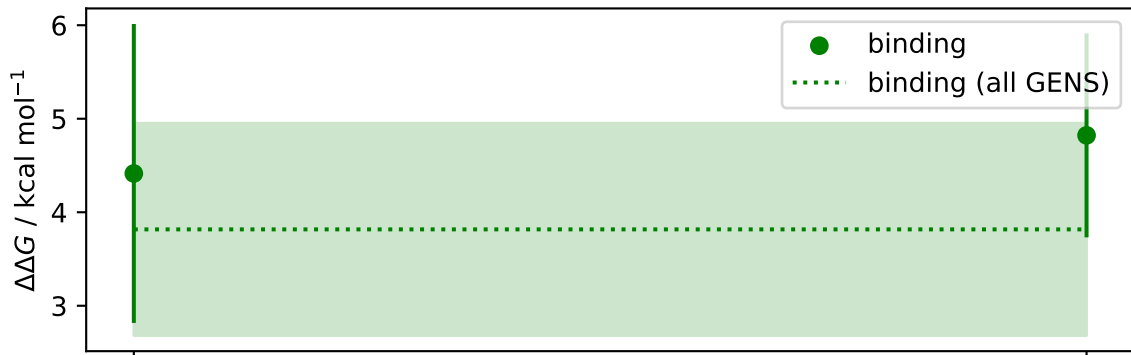 6
5
4
3
ΔΔG / kcal mol⁻¹
binding
binding (all GENS)